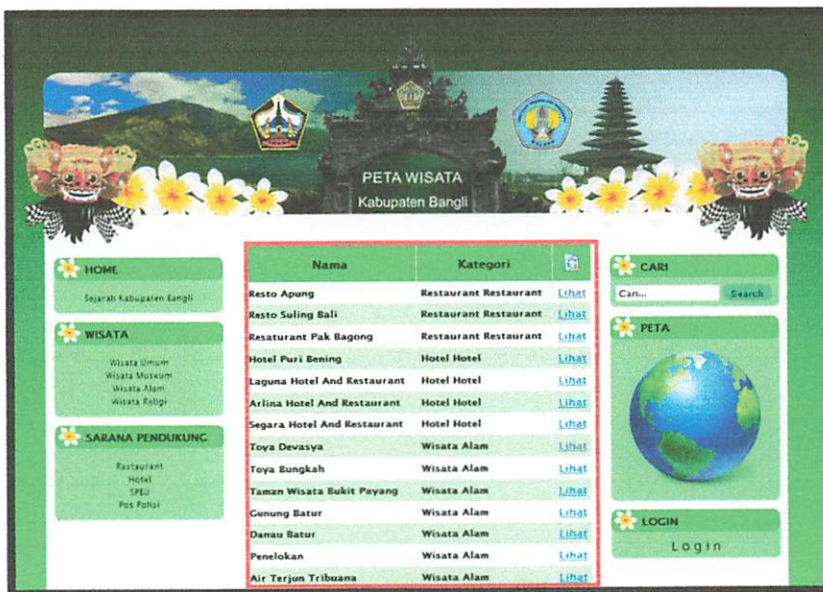 PETA WISATA
Kabupaten Bangli
HOME
Sejarah Kabupaten Bangli
WISATA
Wisata Umum
Wisata Museum
Wisata Alam
Wisata Religi
SARANA PENDUKUNG
Restaurant
Hotel
SPBU
Pos Polisi
Nama Kategori
Resto Apung Restaurant Restaurant Lihat
Resto Suling Bali Restaurant Restaurant Lihat
Resaturant Pak Bagong Restaurant Restaurant Lihat
Hotel Puri Bening Hotel Hotel Lihat
Laguna Hotel And Restaurant Hotel Hotel Lihat
Arlina Hotel And Restaurant Hotel Hotel Lihat
Segara Hotel And Restaurant Hotel Hotel Lihat
Toya Devasya Wisata Alam Lihat
Toya Bungkah Wisata Alam Lihat
Taman Wisata Bukit Payang Wisata Alam Lihat
Gunung Batur Wisata Alam Lihat
Danau Batur Wisata Alam Lihat
Penelokan Wisata Alam Lihat
Air Terjun Tribuana Wisata Alam Lihat
CARI
Cari... Search
PETA
LOGIN
Login